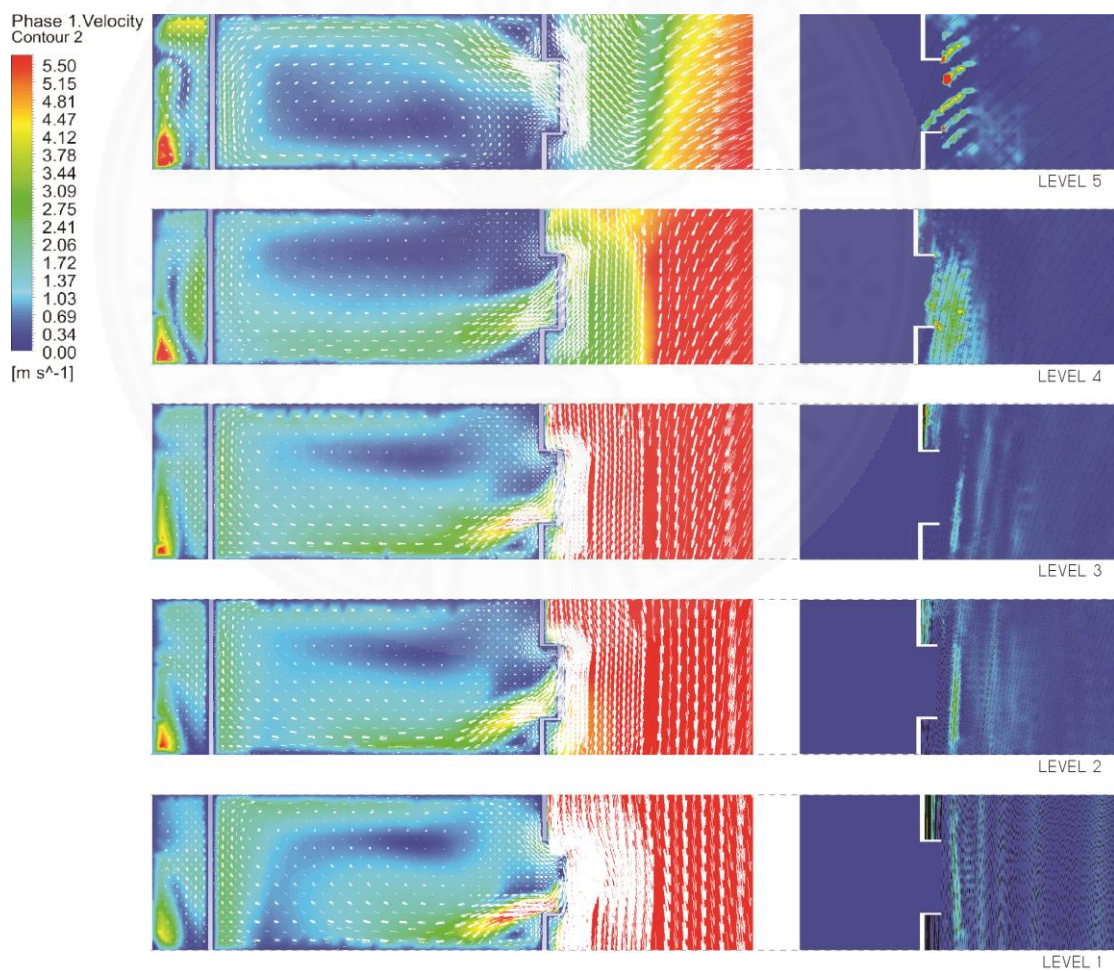 Phase 1.Velocity
Contour 2
5.50
5.15
4.81
4.47
4.12
3.78
3.44
3.09
2.75
2.41
2.06
1.72
1.37
1.03
0.69
0.34
0.00
[m s^-1]
LEVEL 5
LEVEL 4
LEVEL 3
LEVEL 2
LEVEL 1